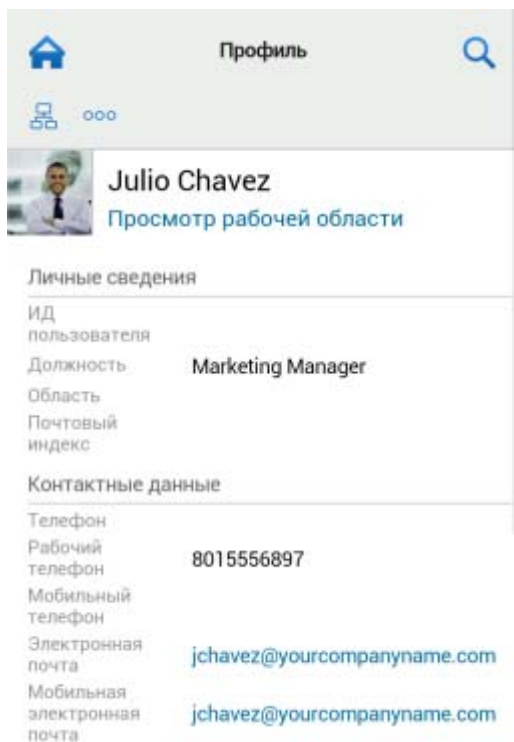 Профиль
ooo
Julio Chavez
Просмотр рабочей области
Личные сведения
ИД
пользователя
Должность Marketing Manager
Область
Почтовый
индекс
Контактные данные
Телефон
Рабочий
телефон 8015556897
Мобильный
телефон
Электронная
почта jchavez@yourcompanyname.com
Мобильная
электронная
почта jchavez@yourcompanyname.com